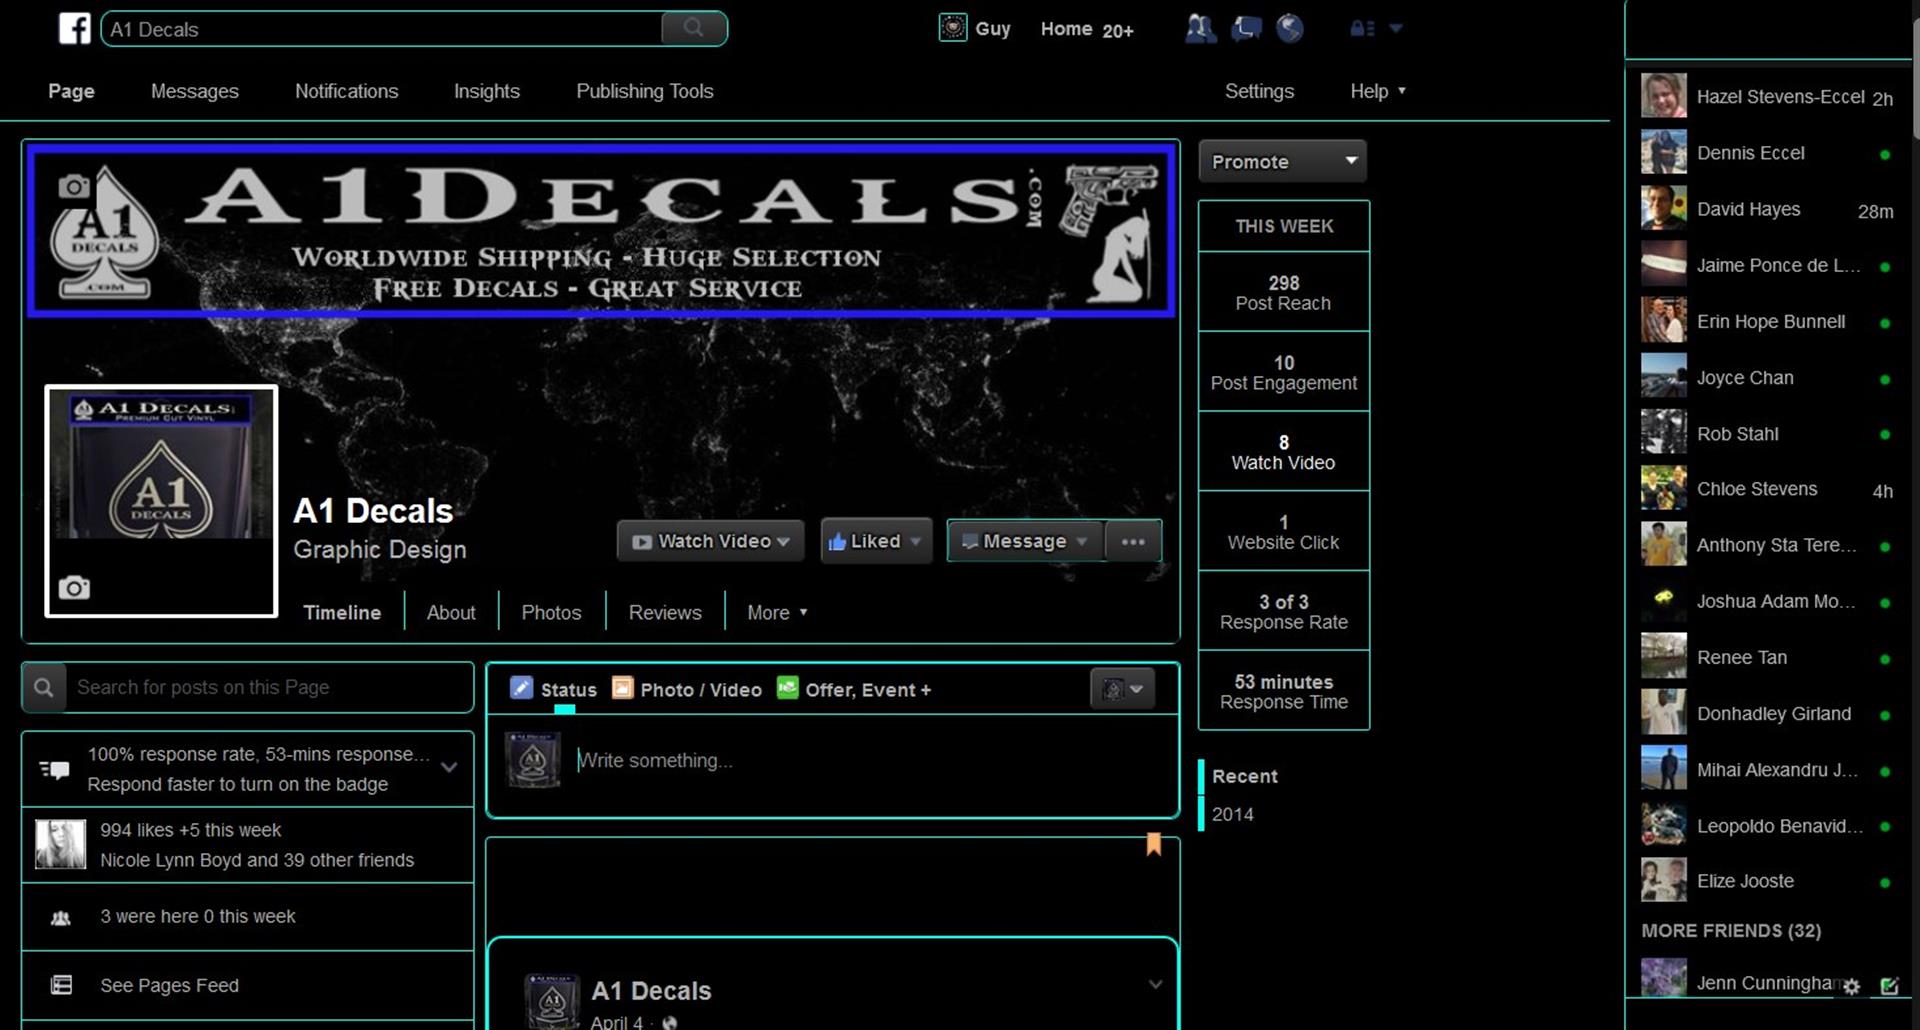 A1 Decals
Guy
Home 20+
Page
Messages
Notifications
Insights
Publishing Tools
Settings
Help
A1 DECALS .COM
A1Decals.com
Worldwide Shipping - Huge Selection
Free Decals - Great Service
A1 Decals
Premium Cut Vinyl
A1
DECALS
A1 Decals
Graphic Design
Watch Video
Liked
Message
Timeline
About
Photos
Reviews
More
Promote
THIS WEEK
298
Post Reach
10
Post Engagement
8
Watch Video
1
Website Click
3 of 3
Response Rate
53 minutes
Response Time
Recent
2014
Search for posts on this Page
100% response rate, 53-mins response...
Respond faster to turn on the badge
994 likes +5 this week
Nicole Lynn Boyd and 39 other friends
3 were here 0 this week
See Pages Feed
Status
Photo / Video
Offer, Event +
Write something...
A1 Decals
April 4 ·
Hazel Stevens-Eccel 2h
Dennis Eccel
David Hayes 28m
Jaime Ponce de L...
Erin Hope Bunnell
Joyce Chan
Rob Stahl
Chloe Stevens 4h
Anthony Sta Tere...
Joshua Adam Mo...
Renee Tan
Donhadley Girland
Mihai Alexandru J...
Leopoldo Benavid...
Elize Jooste
MORE FRIENDS (32)
Jenn Cunningham